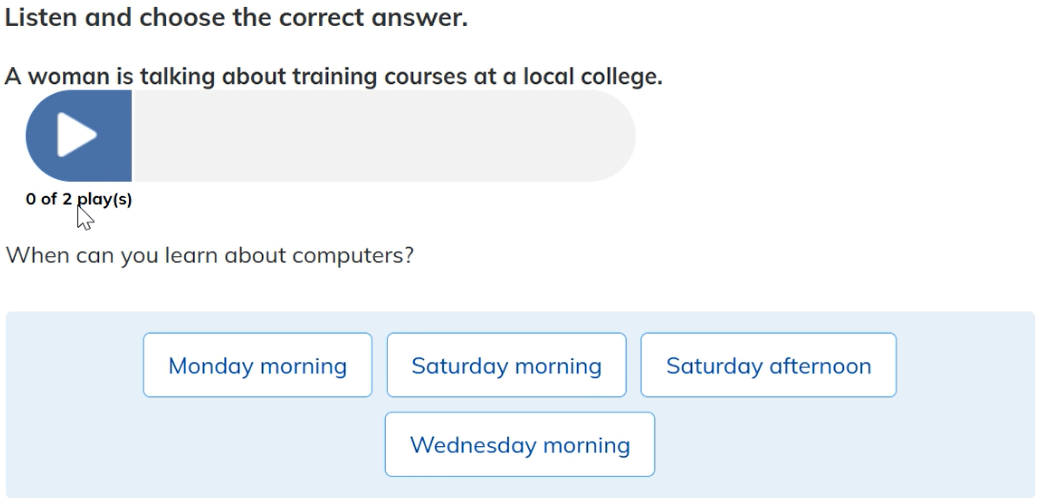 Listen and choose the correct answer.
A woman is talking about training courses at a local college.
0 of 2 play(s)
When can you learn about computers?
Monday morning
Saturday morning
Saturday afternoon
Wednesday morning